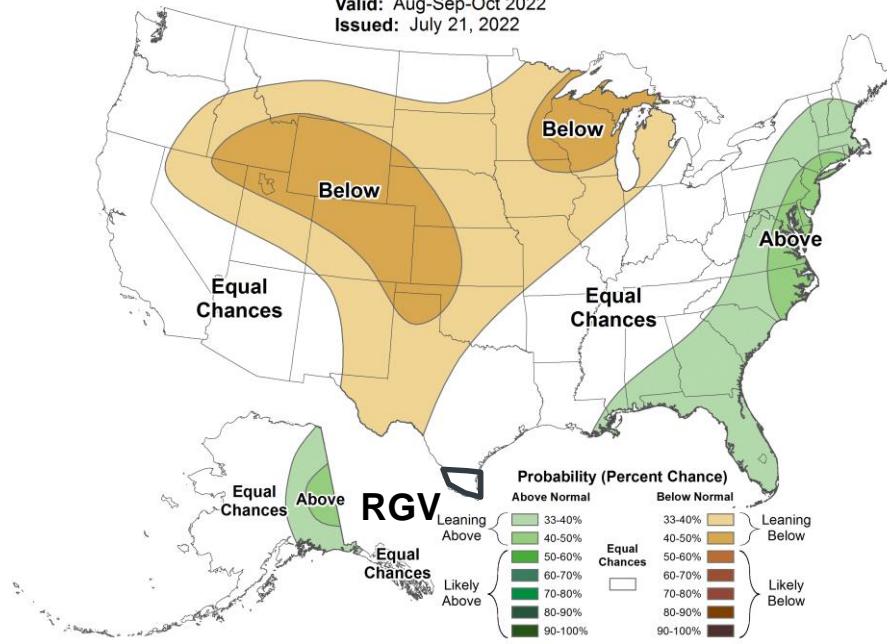 Valid: Aug-Sep-Oct 2022
Issued: July 21, 2022
Below
Below
Above
Equal
Chances
Equal
Chances
Equal
Chances
Above
RGV
Equal
Chances
Probability (Percent Chance)
Above Normal
Below Normal
Leaning
Above
33-40%
40-50%
Likely
Above
50-60%
60-70%
70-80%
80-90%
90-100%
Equal
Chances
33-40%
40-50%
Leaning
Below
50-60%
60-70%
70-80%
80-90%
90-100%
Likely
Below